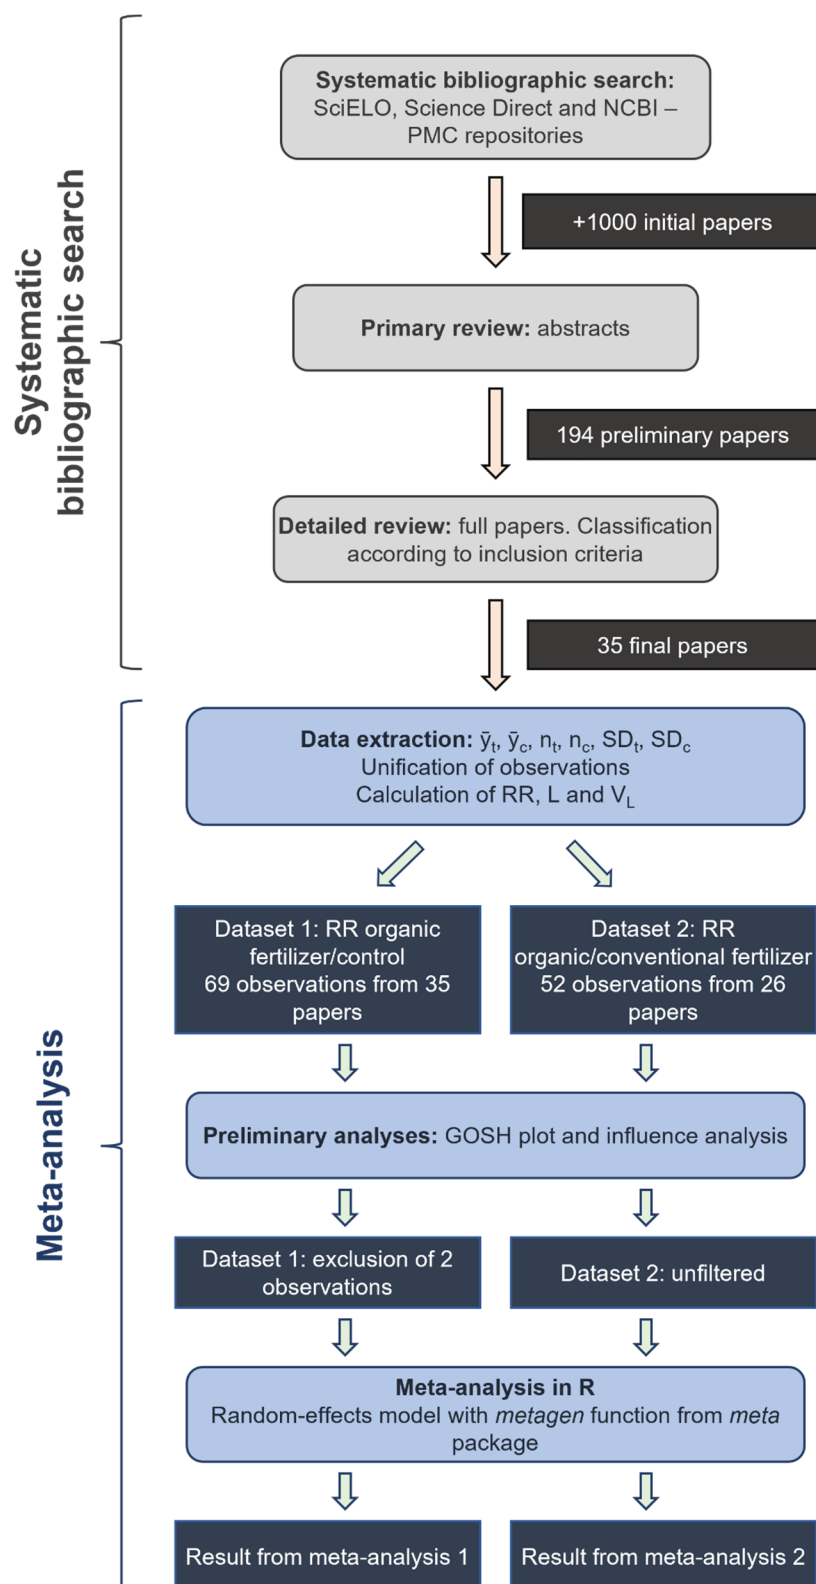 Systematic
bibliographic search
Systematic bibliographic search:
SciELO, Science Direct and NCBI –
PMC repositories
+1000 initial papers
Primary review: abstracts
194 preliminary papers
Detailed review: full papers. Classification
according to inclusion criteria
35 final papers
Meta-analysis
Data extraction: ȳt, ȳc, nt, nc, SDt, SDc
Unification of observations
Calculation of RR, L and VL
Dataset 1: RR organic
fertilizer/control
69 observations from 35
papers
Dataset 2: RR
organic/conventional fertilizer
52 observations from 26
papers
Preliminary analyses: GOSH plot and influence analysis
Dataset 1: exclusion of 2
observations
Dataset 2: unfiltered
Meta-analysis in R
Random-effects model with metagen function from meta
package
Result from meta-analysis 1
Result from meta-analysis 2